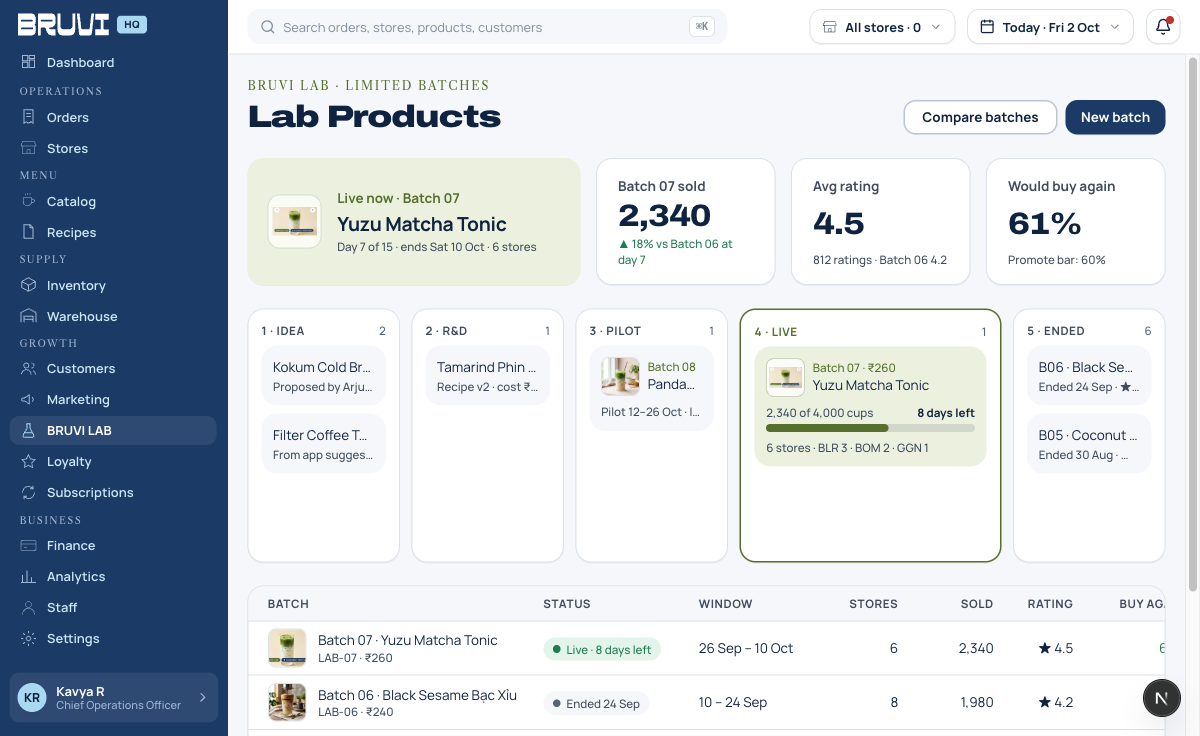 BRUVI HQ
Dashboard
OPERATIONS
Orders
Stores
MENU
Catalog
Recipes
SUPPLY
Inventory
Warehouse
GROWTH
Customers
Marketing
BRUVI LAB
Loyalty
Subscriptions
BUSINESS
Finance
Analytics
Staff
Settings
KR
Kavya R
Chief Operations Officer
Search orders, stores, products, customers
⌘K
All stores · 0
Today · Fri 2 Oct
BRUVI LAB · LIMITED BATCHES
Lab Products
Compare batches
New batch
Live now · Batch 07
Yuzu Matcha Tonic
Day 7 of 15 · ends Sat 10 Oct · 6 stores
Batch 07 sold
2,340
▲ 18% vs Batch 06 at
day 7
Avg rating
4.5
812 ratings · Batch 06 4.2
Would buy again
61%
Promote bar: 60%
1 · IDEA 2
Kokum Cold Br…
Proposed by Arju…
Filter Coffee T…
From app sugges…
2 · R&D 1
Tamarind Phin …
Recipe v2 · cost ₹…
3 · PILOT 1
Batch 08
Panda…
Pilot 12–26 Oct · I…
4 · LIVE 1
Batch 07 · ₹260
Yuzu Matcha Tonic
2,340 of 4,000 cups 8 days left
6 stores · BLR 3 · BOM 2 · GGN 1
5 · ENDED 6
B06 · Black Se…
Ended 24 Sep · ★…
B05 · Coconut …
Ended 30 Aug · …
BATCH STATUS WINDOW STORES SOLD RATING BUY AGA
Batch 07 · Yuzu Matcha Tonic
LAB-07 · ₹260
Live · 8 days left
26 Sep – 10 Oct
6
2,340
★ 4.5
6
Batch 06 · Black Sesame Bạc Xỉu
LAB-06 · ₹240
Ended 24 Sep
10 – 24 Sep
8
1,980
★ 4.2
N